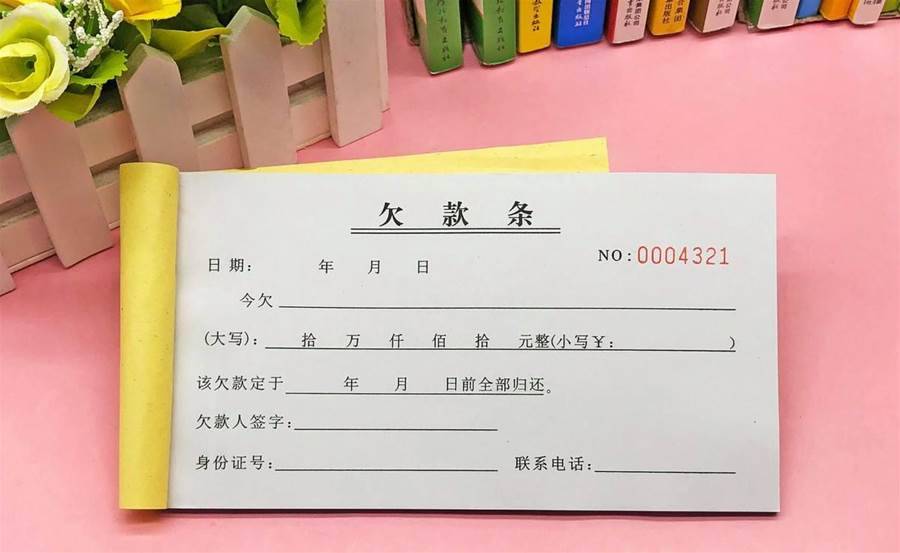 欠款条
NO:0004321
日期: 年 月 日
今欠
(大写): 拾 万 仟 佰 拾 元整(小写￥: )
该欠款定于 年 月 日前全部归还。
欠款人签字:
身份证号: 联系电话: